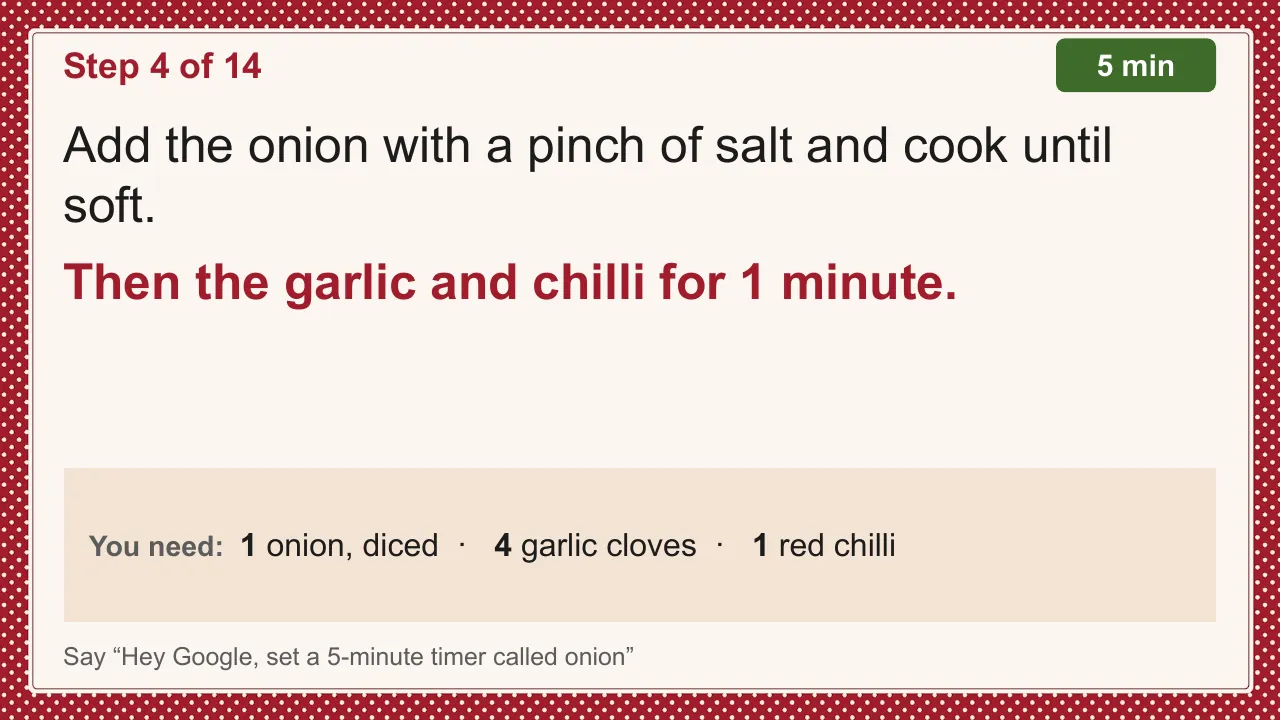 Step 4 of 14
5 min
Add the onion with a pinch of salt and cook until
soft.
Then the garlic and chilli for 1 minute.
You need: 1 onion, diced · 4 garlic cloves · 1 red chilli
Say “Hey Google, set a 5-minute timer called onion”